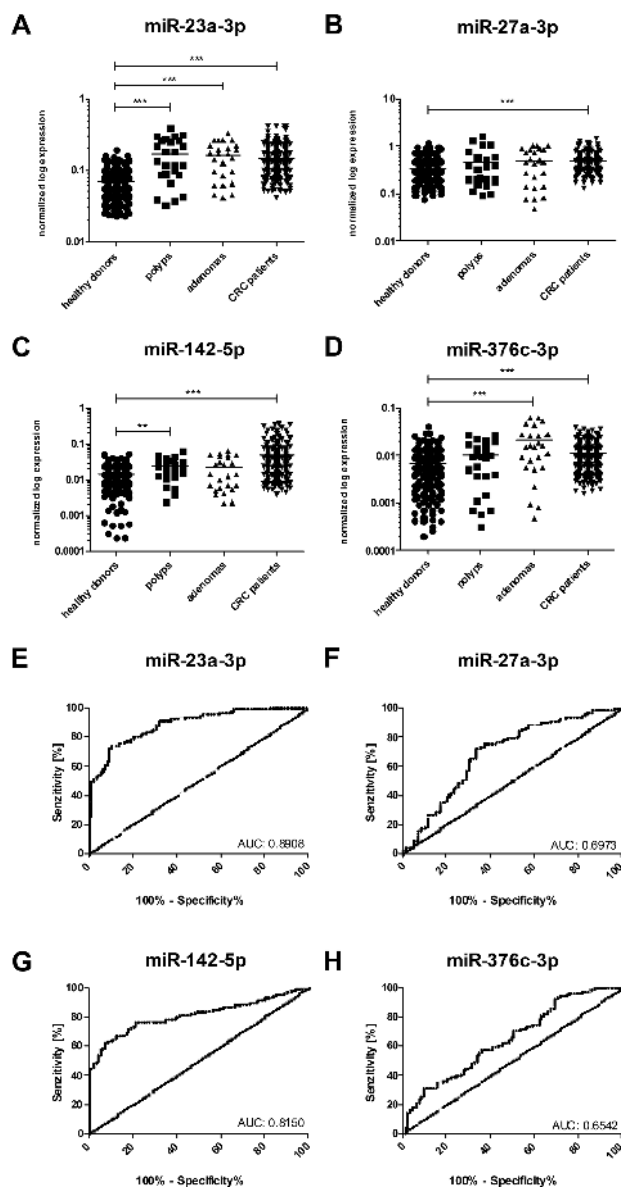 A
miR-23a-3p
***
***
***
normalized log expression
1
0.1
0.01
healthy donors
polyps
adenomas
CRC patients
B
miR-27a-3p
***
normalized log expression
10
1
0.1
0.01
healthy donors
polyps
adenomas
CRC patients
C
miR-142-5p
***
**
normalized log expression
1
0.1
0.01
0.001
0.0001
healthy donors
polyps
adenomas
CRC patients
D
miR-376c-3p
***
***
normalized log expression
0.1
0.01
0.001
0.0001
healthy donors
polyps
adenomas
CRC patients
E
miR-23a-3p
Senzitivity [%]
100
80
60
40
20
0
AUC: 0.8908
0
20
40
60
80
100
100% - Specificity%
F
miR-27a-3p
Senzitivity [%]
100
80
60
40
20
0
AUC: 0.6973
0
20
40
60
80
100
100% - Specificity%
G
miR-142-5p
Senzitivity [%]
100
80
60
40
20
0
AUC: 0.8150
0
20
40
60
80
100
100% - Specificity%
H
miR-376c-3p
Senzitivity [%]
100
80
60
40
20
0
AUC: 0.6542
0
20
40
60
80
100
100% - Specificity%